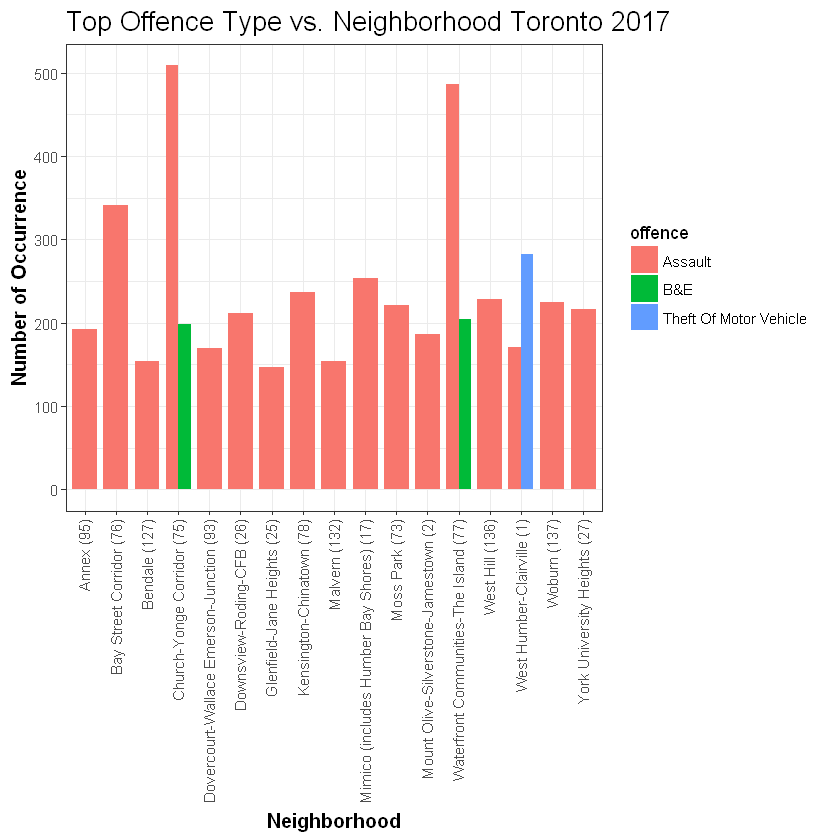 Top Offence Type vs. Neighborhood Toronto 2017
Number of Occurrence
500
400
300
200
100
0
Annex (95)
Bay Street Corridor (76)
Bendale (127)
Church-Yonge Corridor (75)
Dovercourt-Wallace Emerson-Junction (93)
Downsview-Roding-CFB (26)
Glenfield-Jane Heights (25)
Kensington-Chinatown (78)
Malvern (132)
Mimico (includes Humber Bay Shores) (17)
Moss Park (73)
Mount Olive-Silverstone-Jamestown (2)
Waterfront Communities-The Island (77)
West Hill (136)
West Humber-Clairville (1)
Woburn (137)
York University Heights (27)
Neighborhood
offence
Assault
B&E
Theft Of Motor Vehicle